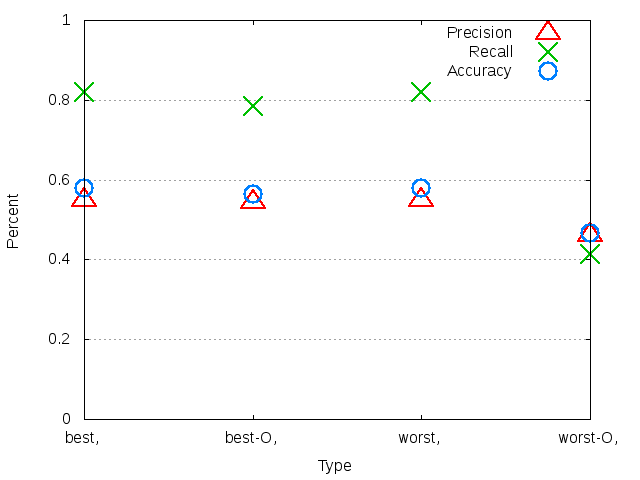 Precision
Recall
Accuracy
1
0.8
0.6
0.4
0.2
0
Percent
best,
best-O,
worst,
worst-O,
Type